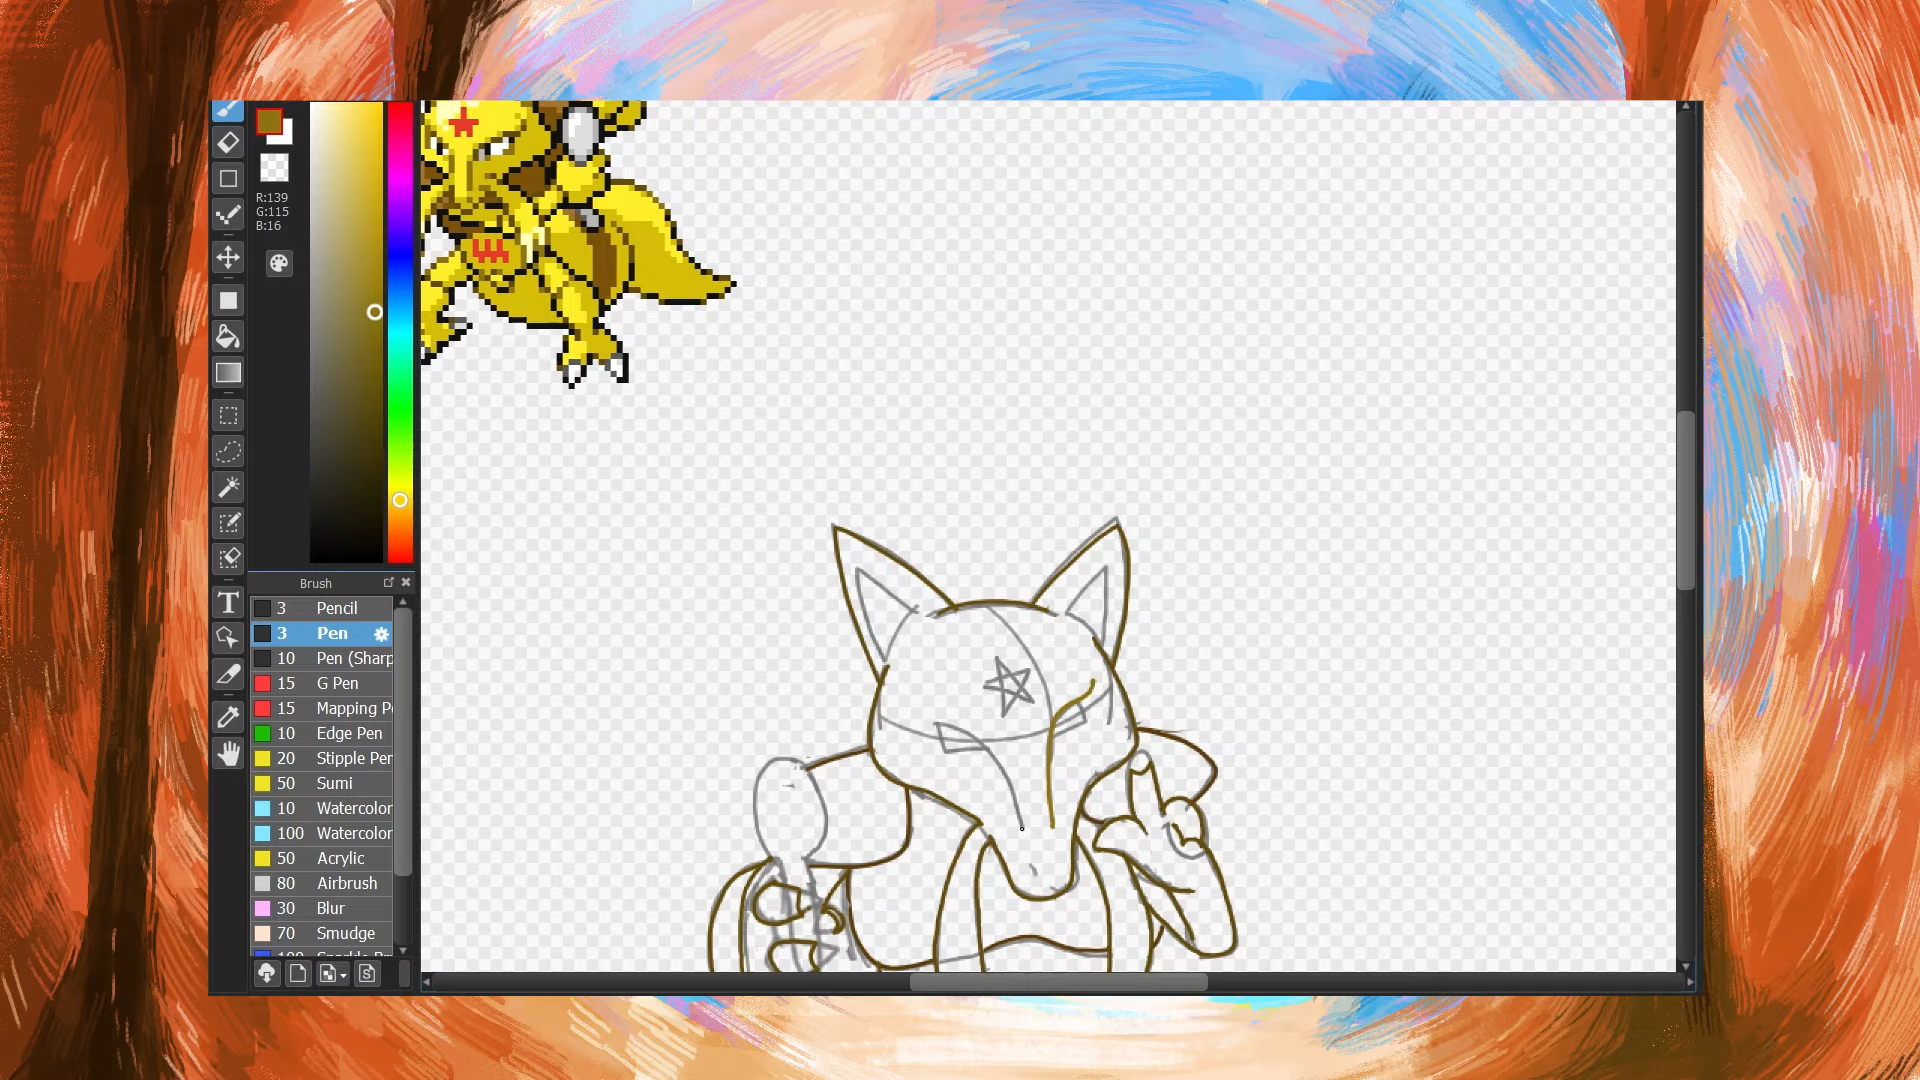 R:139
G:115
B:16
Brush
3 Pencil
3 Pen
10 Pen (Sharp
15 G Pen
15 Mapping P
10 Edge Pen
20 Stipple Per
50 Sumi
10 Watercolor
100 Watercolor
50 Acrylic
80 Airbrush
30 Blur
70 Smudge
T
S